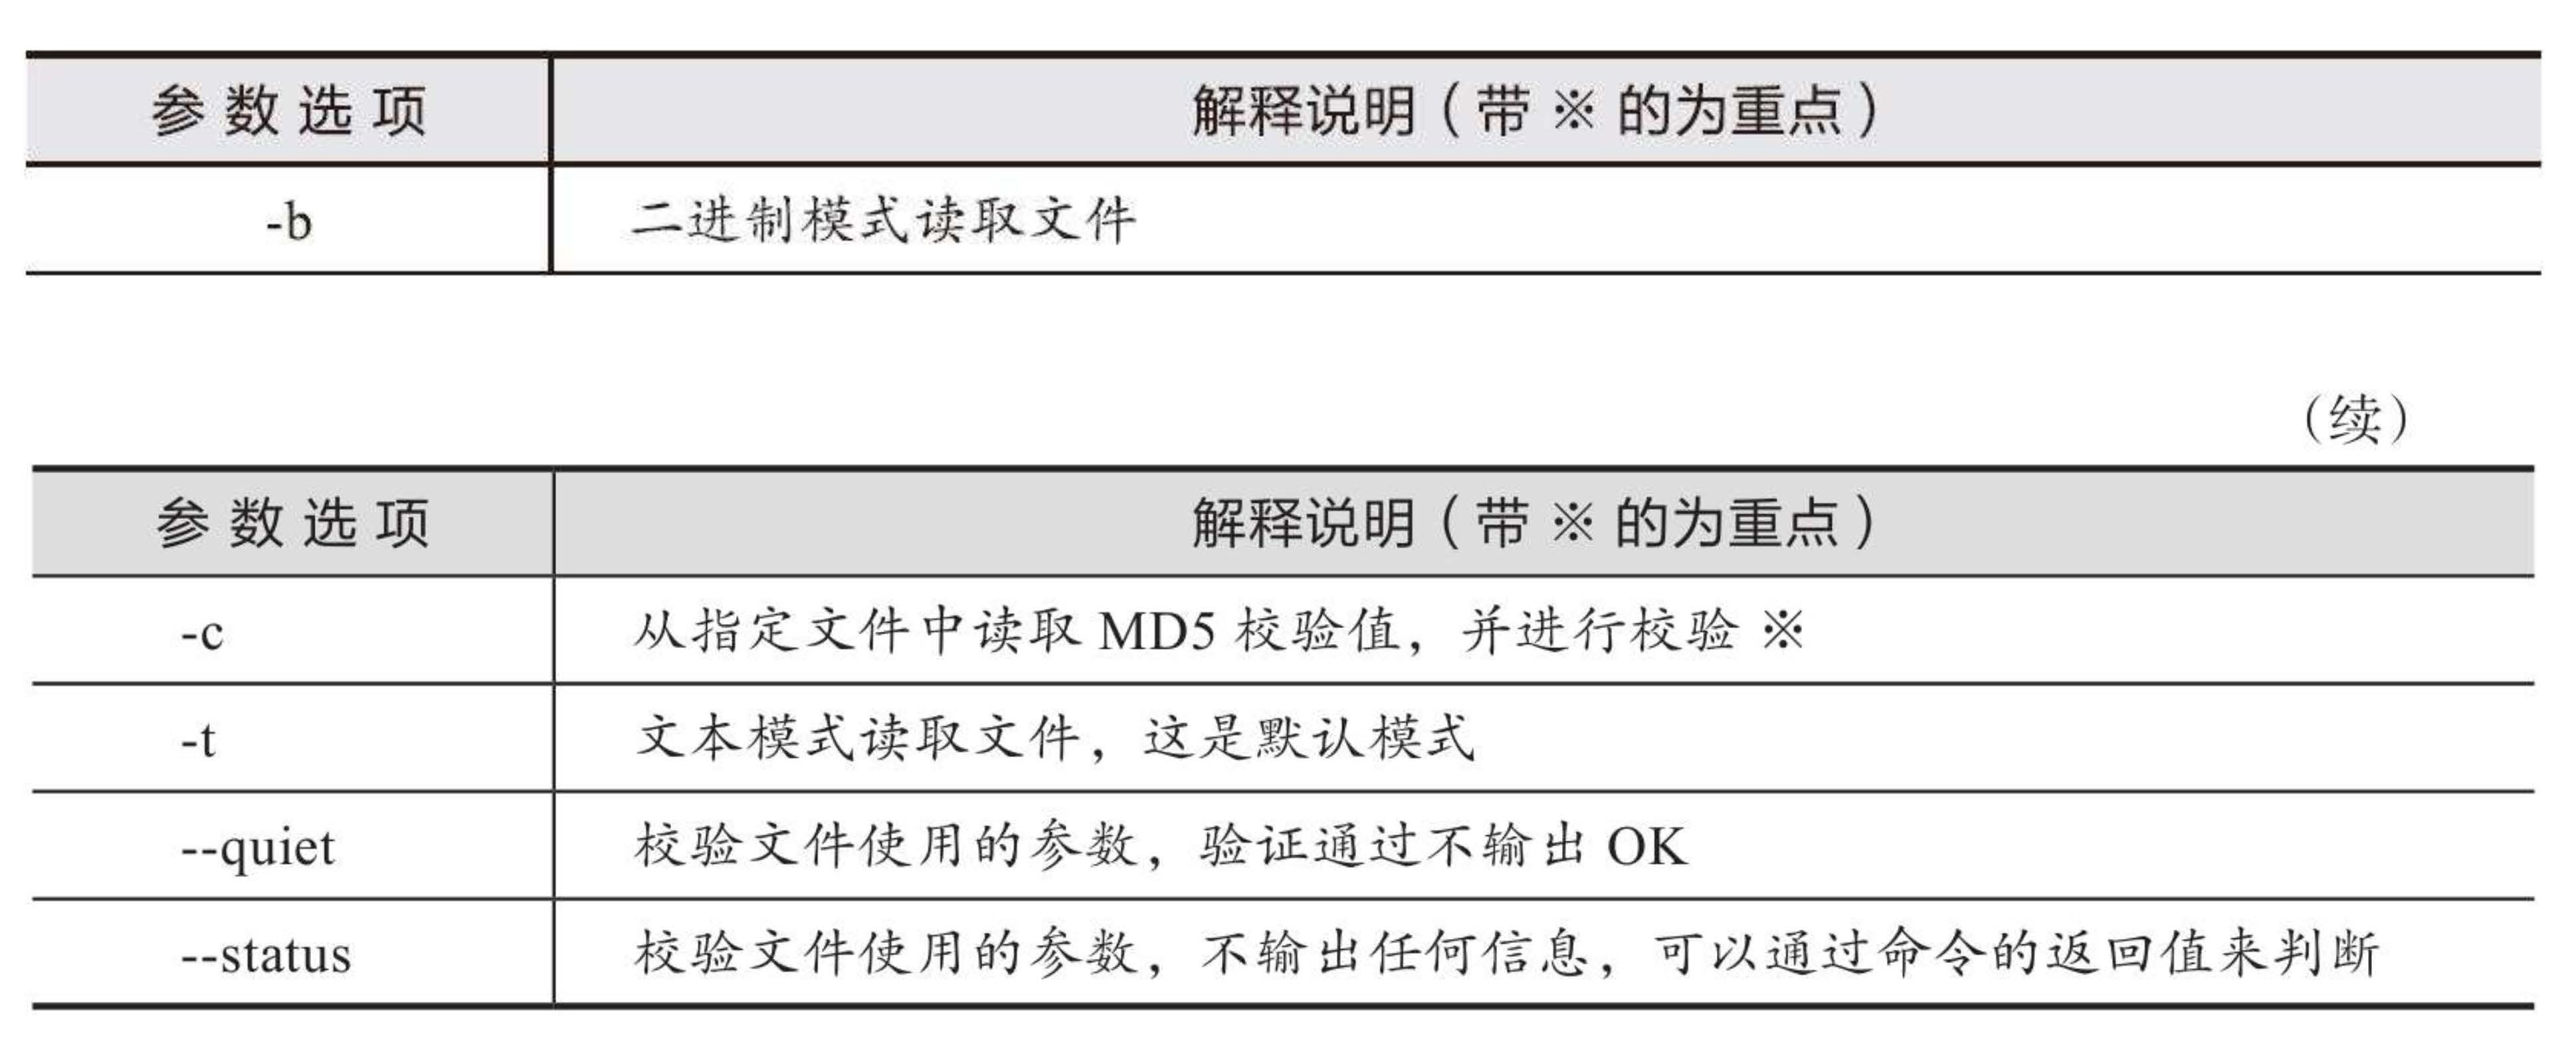 参数选项 解释说明（带※的为重点）
-b 二进制模式读取文件
（续）
参数选项 解释说明（带※的为重点）
-c 从指定文件中读取 MD5 校验值，并进行校验 ※
-t 文本模式读取文件，这是默认模式
--quiet 校验文件使用的参数，验证通过不输出 OK
--status 校验文件使用的参数，不输出任何信息，可以通过命令的返回值来判断